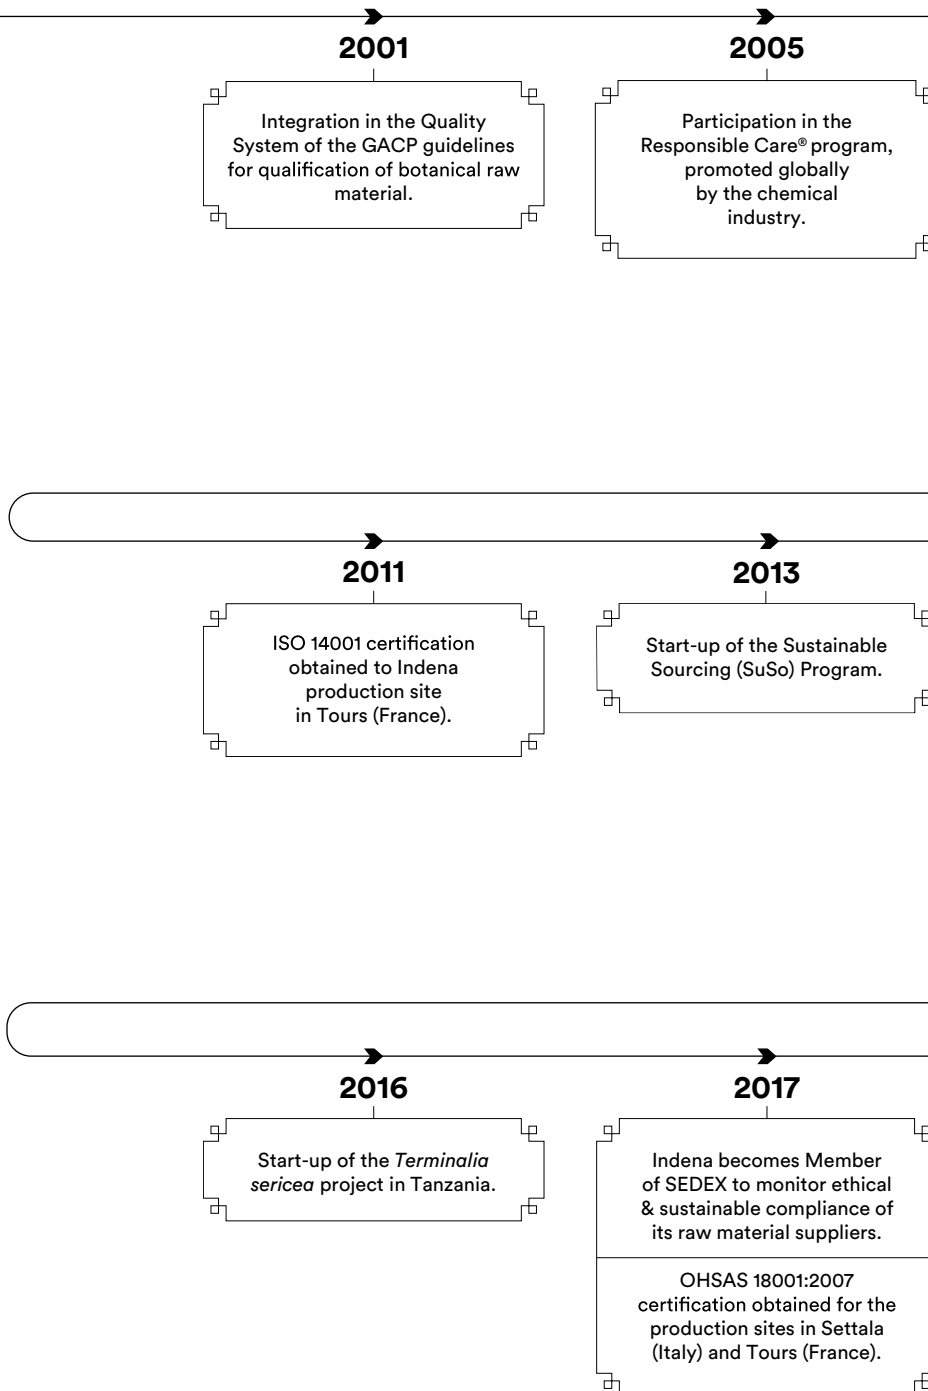 2001
Integration in the Quality
System of the GACP guidelines
for qualification of botanical raw
material.
2005
Participation in the
Responsible Care® program,
promoted globally
by the chemical
industry.
2011
ISO 14001 certification
obtained to Indena
production site
in Tours (France).
2013
Start-up of the Sustainable
Sourcing (SuSo) Program.
2016
Start-up of the Terminalia
sericea project in Tanzania.
2017
Indena becomes Member
of SEDEX to monitor ethical
& sustainable compliance of
its raw material suppliers.
OHSAS 18001:2007
certification obtained for the
production sites in Settala
(Italy) and Tours (France).